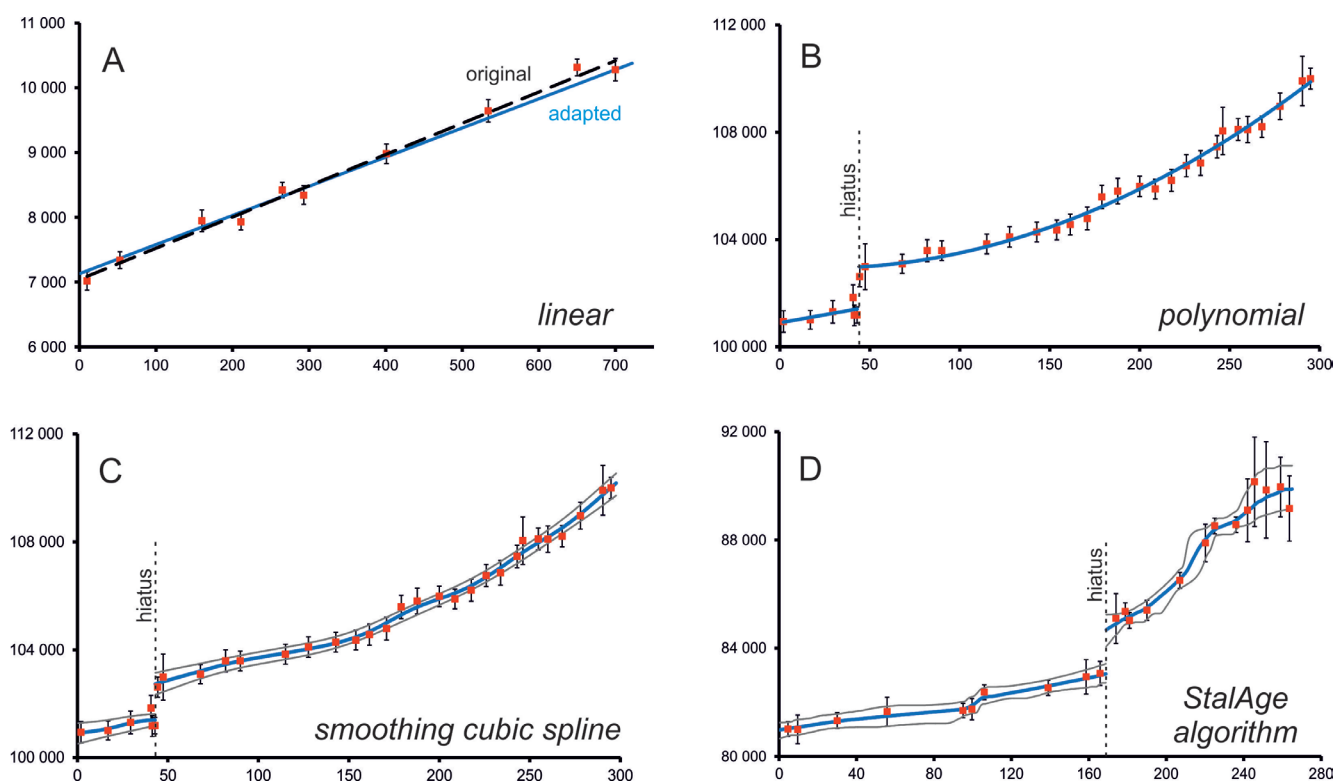 11 000
10 000
9 000
8 000
7 000
6 000
0 100 200 300 400 500 600 700
A
original
adapted
linear
112 000
108 000
104 000
100 000
0 50 100 150 200 250 300
B
hiatus
polynomial
112 000
108 000
104 000
100 000
0 50 100 150 200 250 300
C
hiatus
smoothing cubic spline
92 000
88 000
84 000
80 000
0 40 80 120 160 200 240 280
D
hiatus
StalAge
algorithm